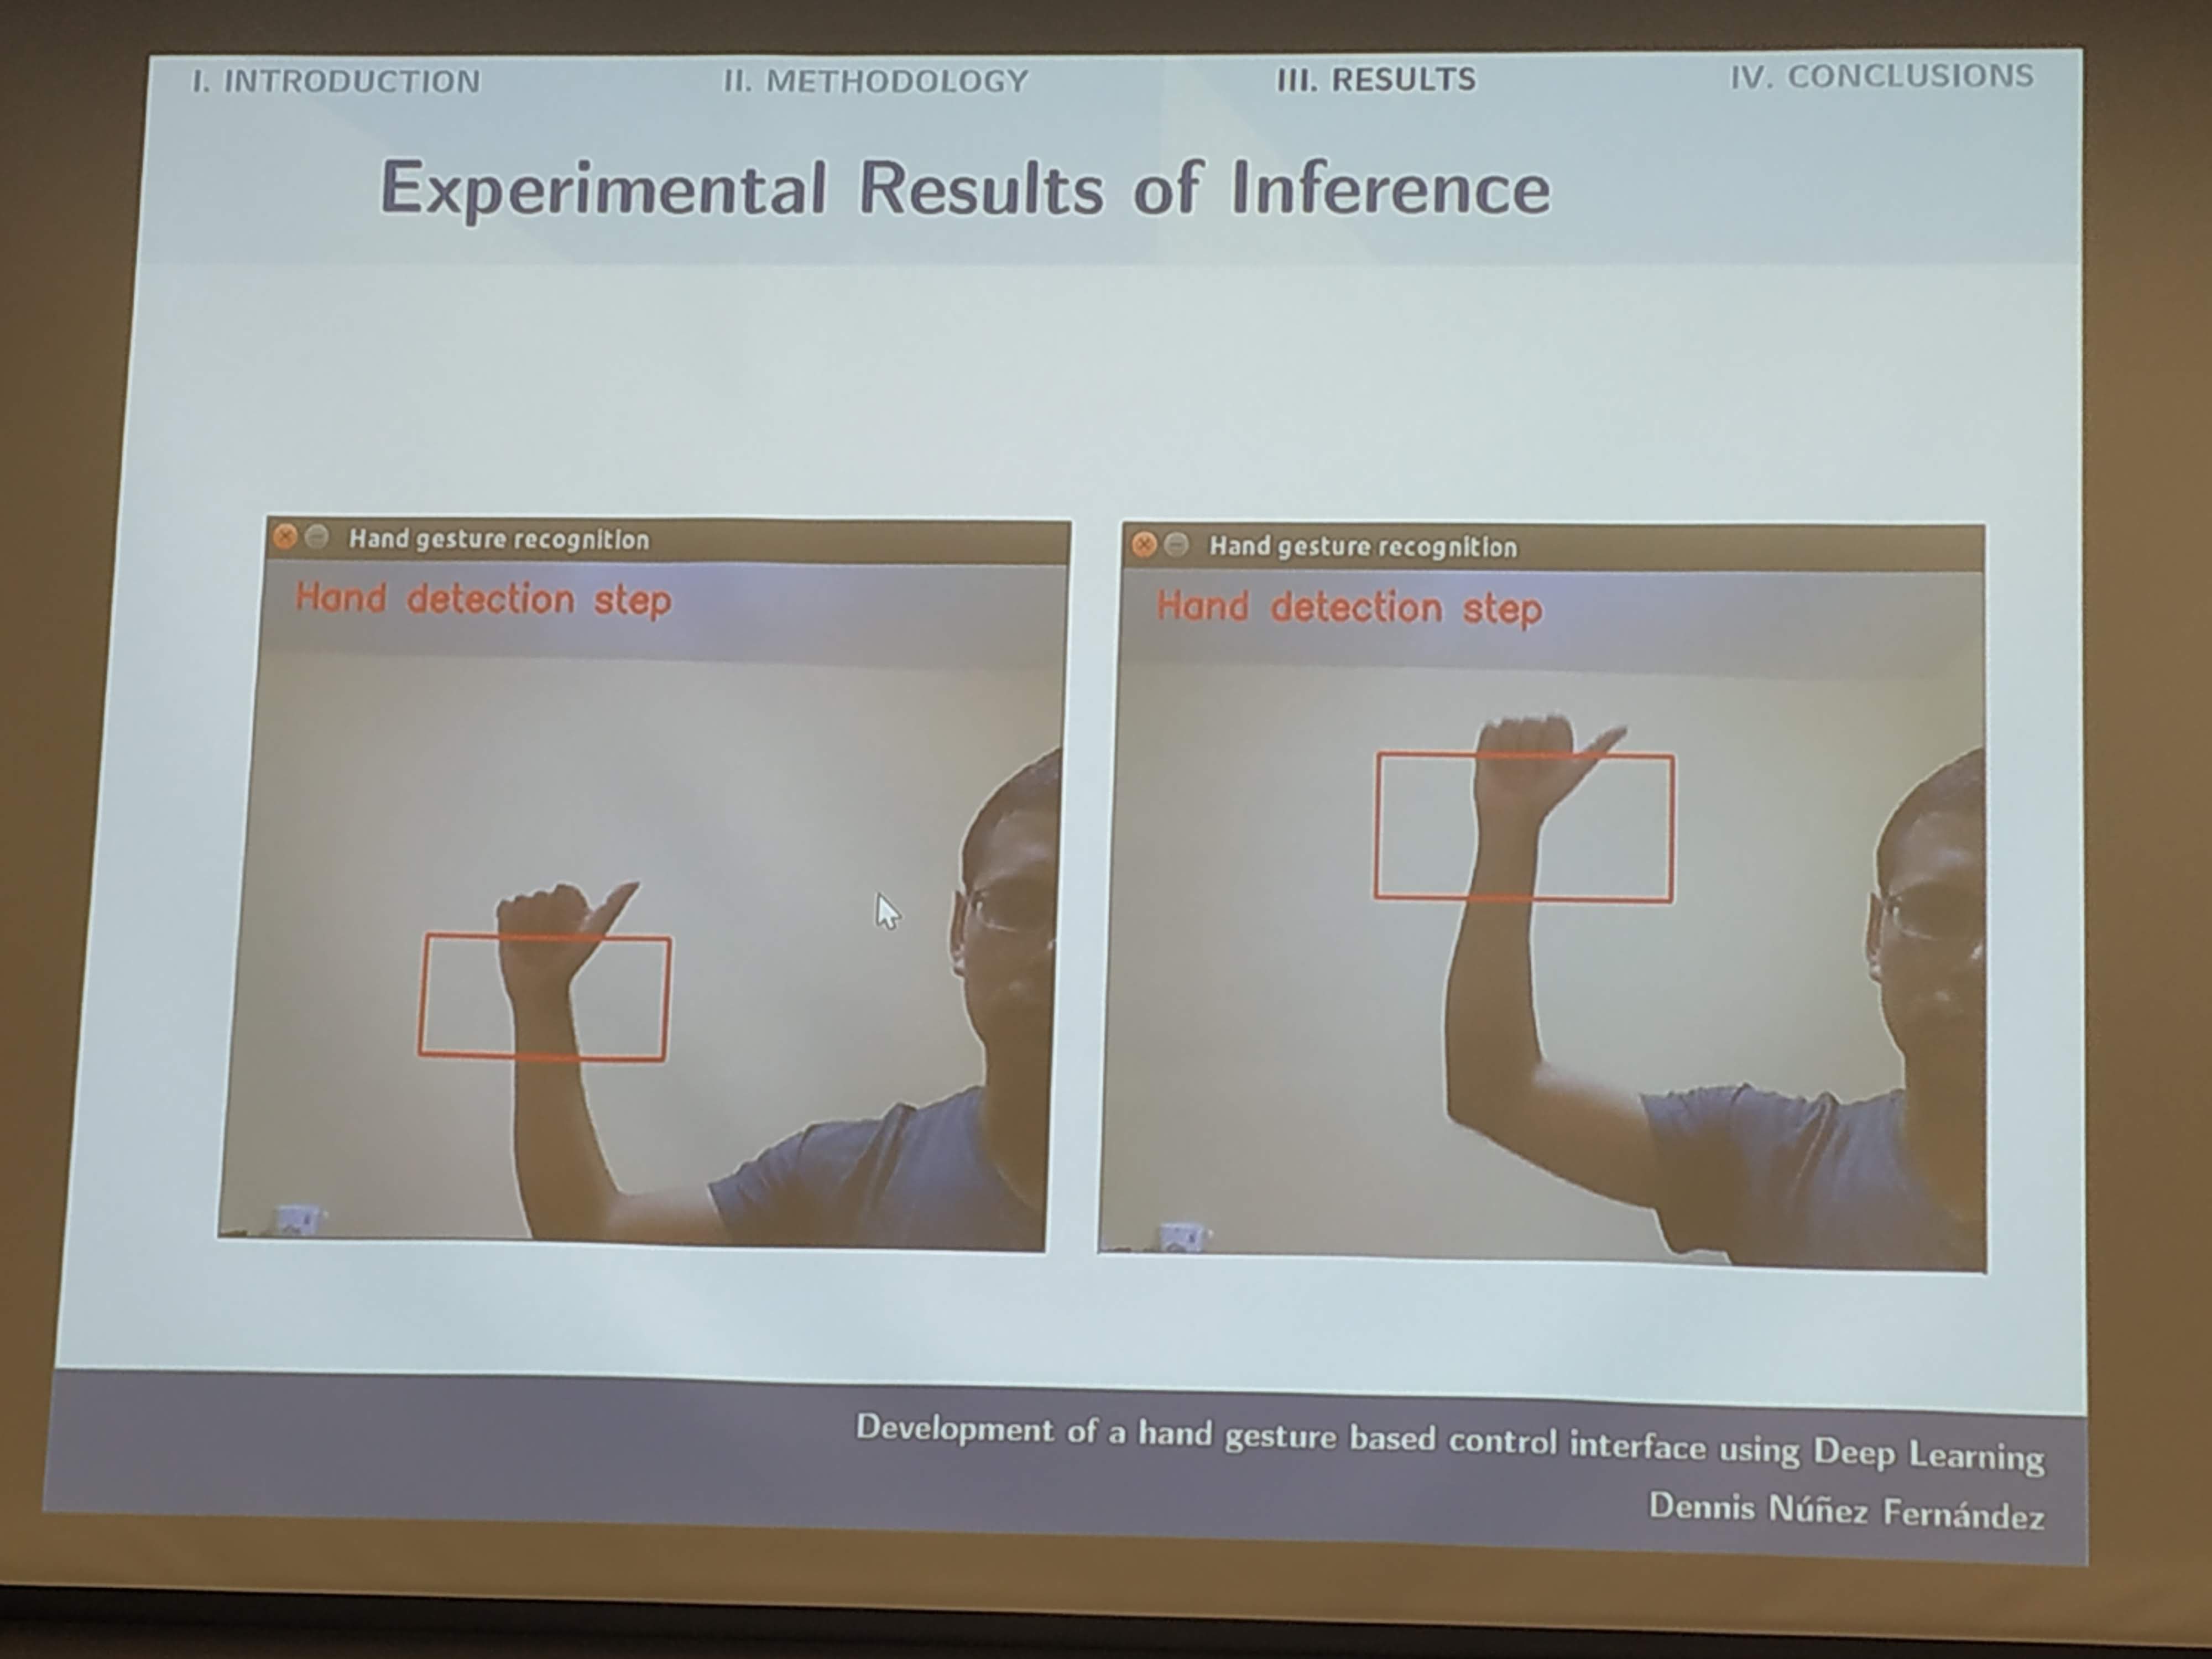 I. INTRODUCTION II. METHODOLOGY III. RESULTS IV. CONCLUSIONS
Experimental Results of Inference
Hand gesture recognition
Hand detection step
Hand gesture recognition
Hand detection step
Development of a hand gesture based control interface using Deep Learning
Dennis Núñez Fernández